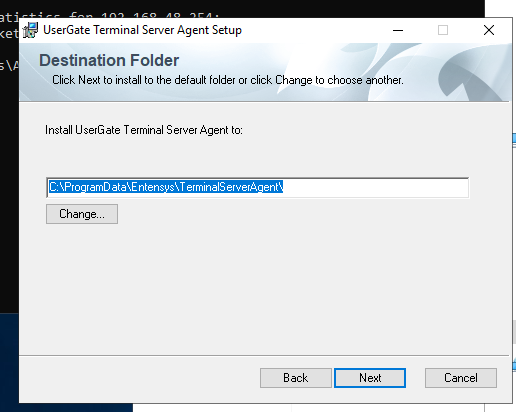 atistics for 192.168.48.254:
UserGate Terminal Server Agent Setup
Destination Folder
Click Next to install to the default folder or click Change to choose another.
Install UserGate Terminal Server Agent to:
C:\ProgramData\Entensys\TerminalServerAgent\
Change...
Back
Next
Cancel